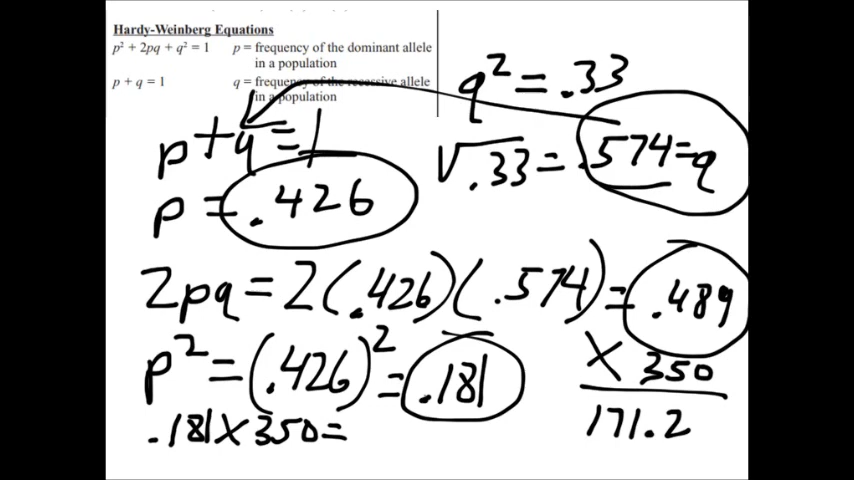 Hardy-Weinberg Equations
p² + 2pq + q² = 1
p = frequency of the dominant allele
in a population
p + q = 1
q = frequency of the recessive allele
in a population
q² = .33
p + q = 1
√.33 = .574 = q
p = .426
2pq = 2(.426)(.574) = .489
p² = (.426)² = .181
X 350
171.2
.181 X 350 =